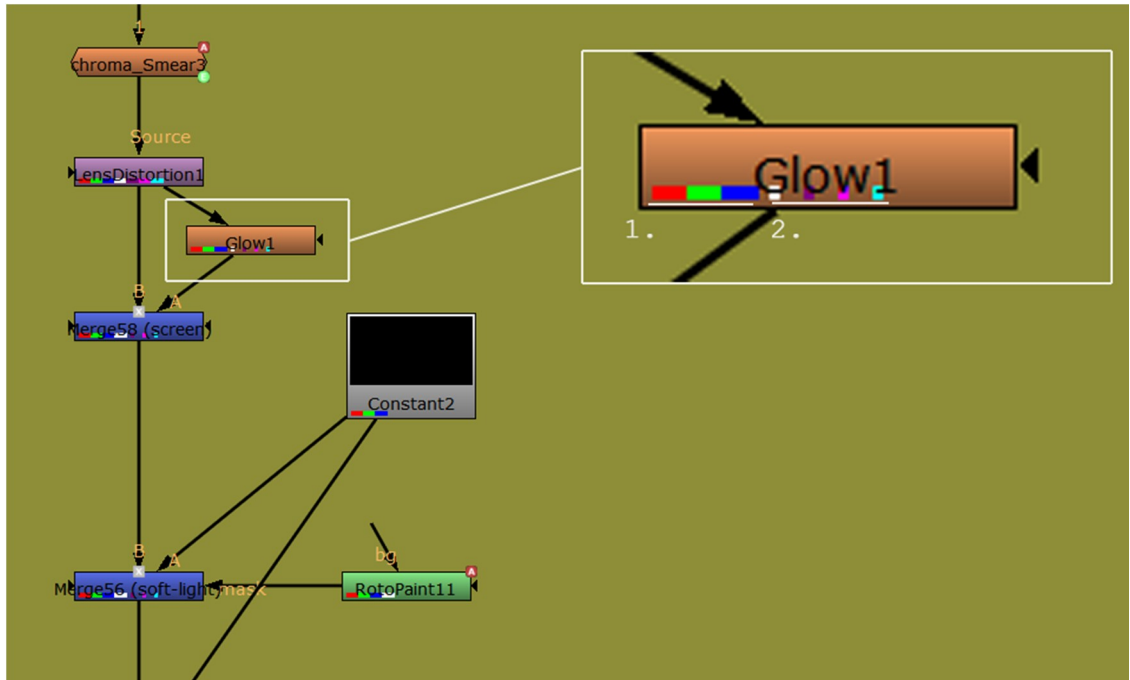 1
A
chroma_Smear3
Source
LensDistortion1
Glow1
B
A
x
Merge58 (screen)
Constant2
B
A
x
Merge56 (soft-light)
mask
bg
A
RotoPaint11
Glow1
1.
2.